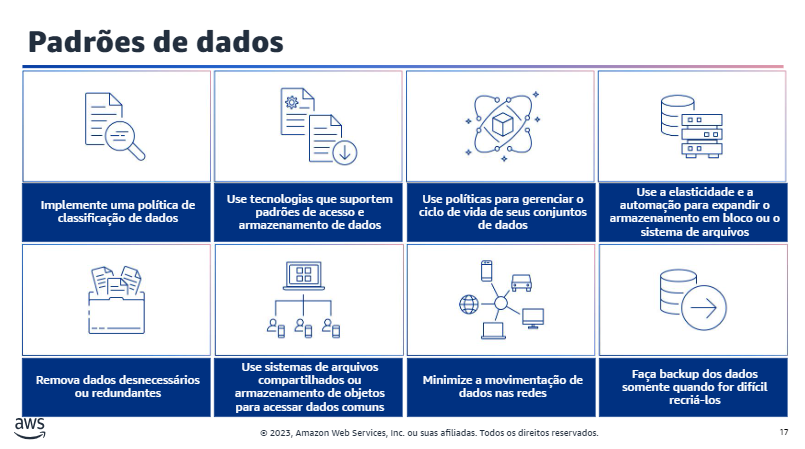 Padrões de dados
Implemente uma política de
classificação de dados
Use tecnologias que suportem
padrões de acesso e
armazenamento de dados
Use políticas para gerenciar o
ciclo de vida de seus conjuntos
de dados
Use a elasticidade e a
automação para expandir o
armazenamento em bloco ou o
sistema de arquivos
Remova dados desnecessários
ou redundantes
Use sistemas de arquivos
compartilhados ou
armazenamento de objetos
para acessar dados comuns
Minimize a movimentação de
dados nas redes
Faça backup dos dados
somente quando for difícil
recriá-los
aws
© 2023, Amazon Web Services, Inc. ou suas afiliadas. Todos os direitos reservados.
17